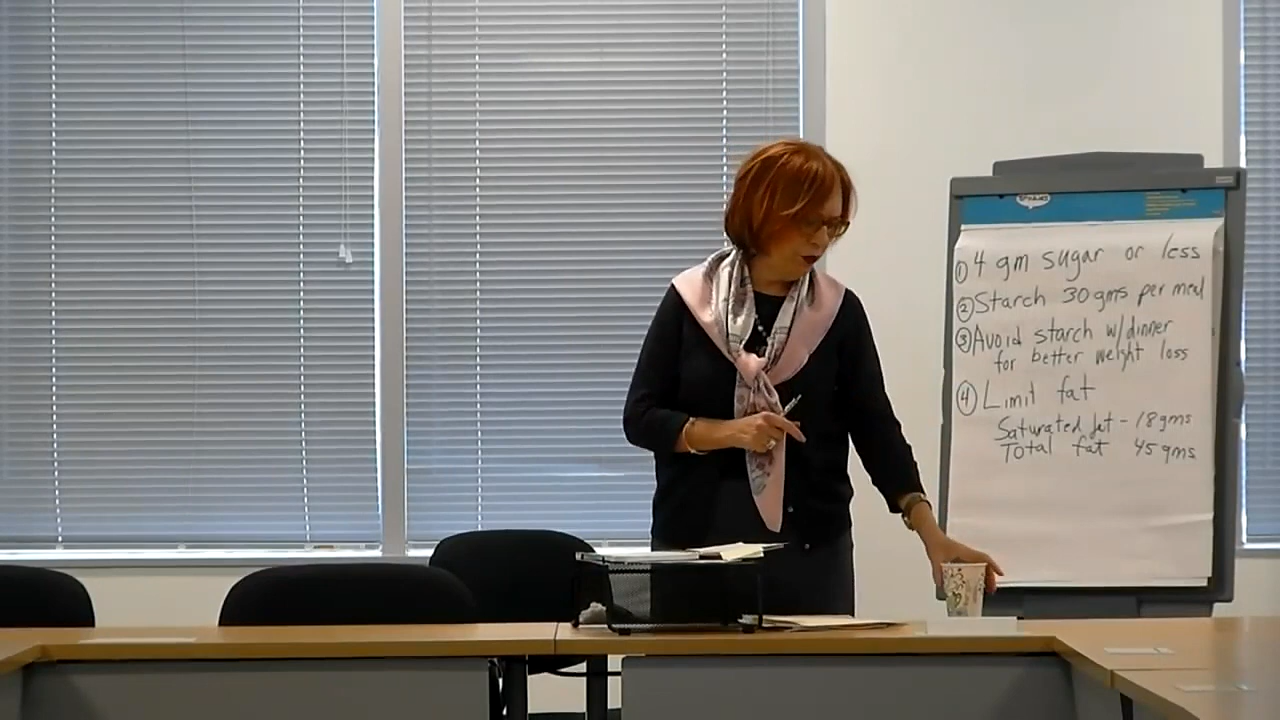 ① 4 gm sugar or less
② Starch 30 gms per meal
③ Avoid starch w/dinner
for better weight loss
④ Limit fat
Saturated fat - 18 gms
Total fat 45 gms